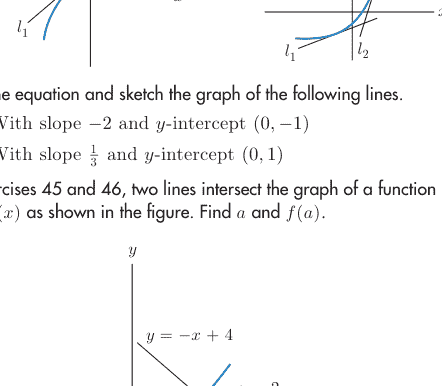 l₁
l₁
l₂
x
equation and sketch the graph of the following lines.
With slope −2 and y-intercept (0, −1)
With slope 1/3 and y-intercept (0, 1)
45 and 46, two lines intersect the graph of a function
(x) as shown in the figure. Find a and f(a).
y
y = −x + 4